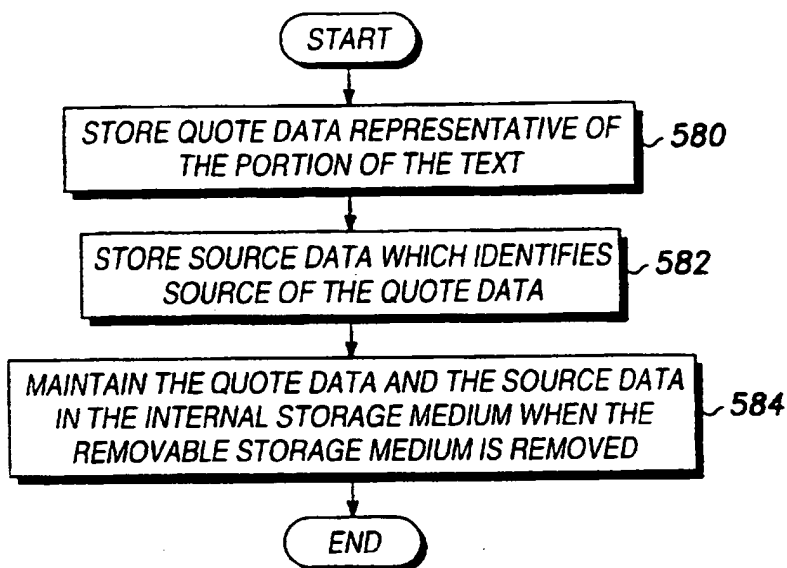 START
STORE QUOTE DATA REPRESENTATIVE OF
THE PORTION OF THE TEXT
580
STORE SOURCE DATA WHICH IDENTIFIES
SOURCE OF THE QUOTE DATA
582
MAINTAIN THE QUOTE DATA AND THE SOURCE DATA
IN THE INTERNAL STORAGE MEDIUM WHEN THE
REMOVABLE STORAGE MEDIUM IS REMOVED
584
END